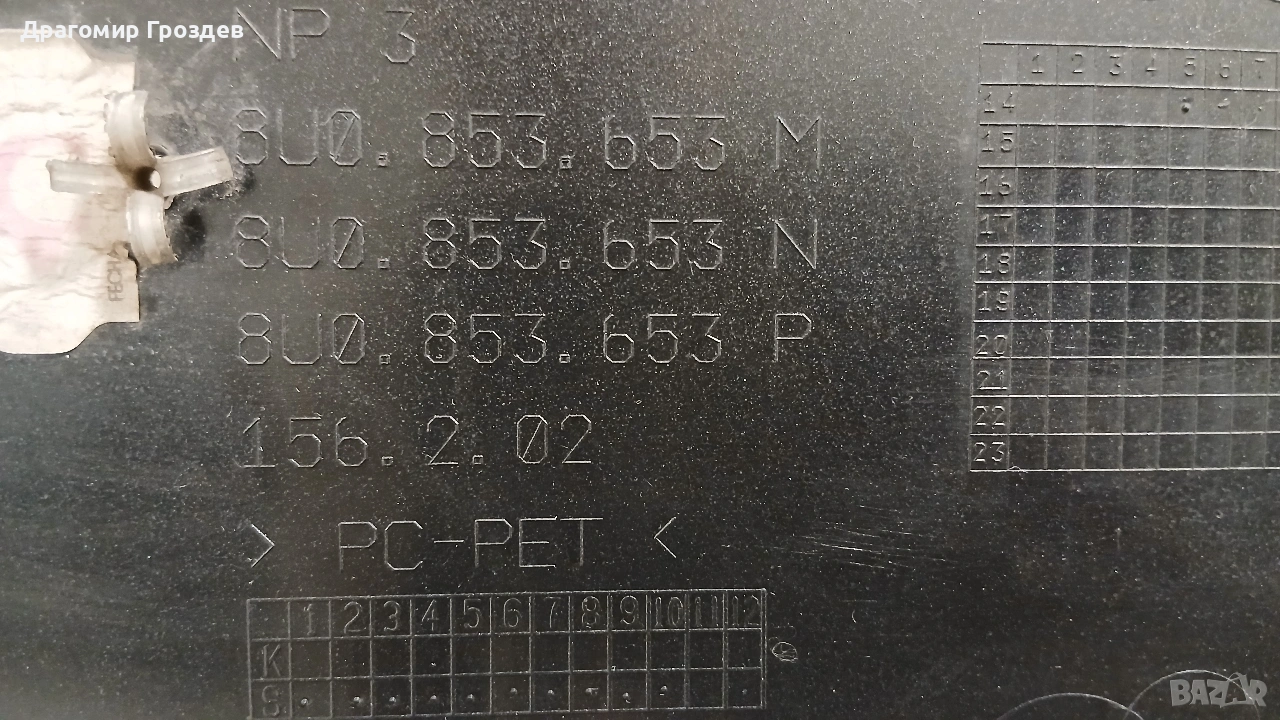 Драгомир Гроздев
NP 3
8U0.853.653 M
8U0.853.653 N
8U0.853.653 P
156.2.02
> PC-PET <
1 2 3 4 5 6 7 8 9 10 11 12
K
S
1 2 3 4 5 6 7
14
15
16
17
18
19
20
21
22
23
BAZAR